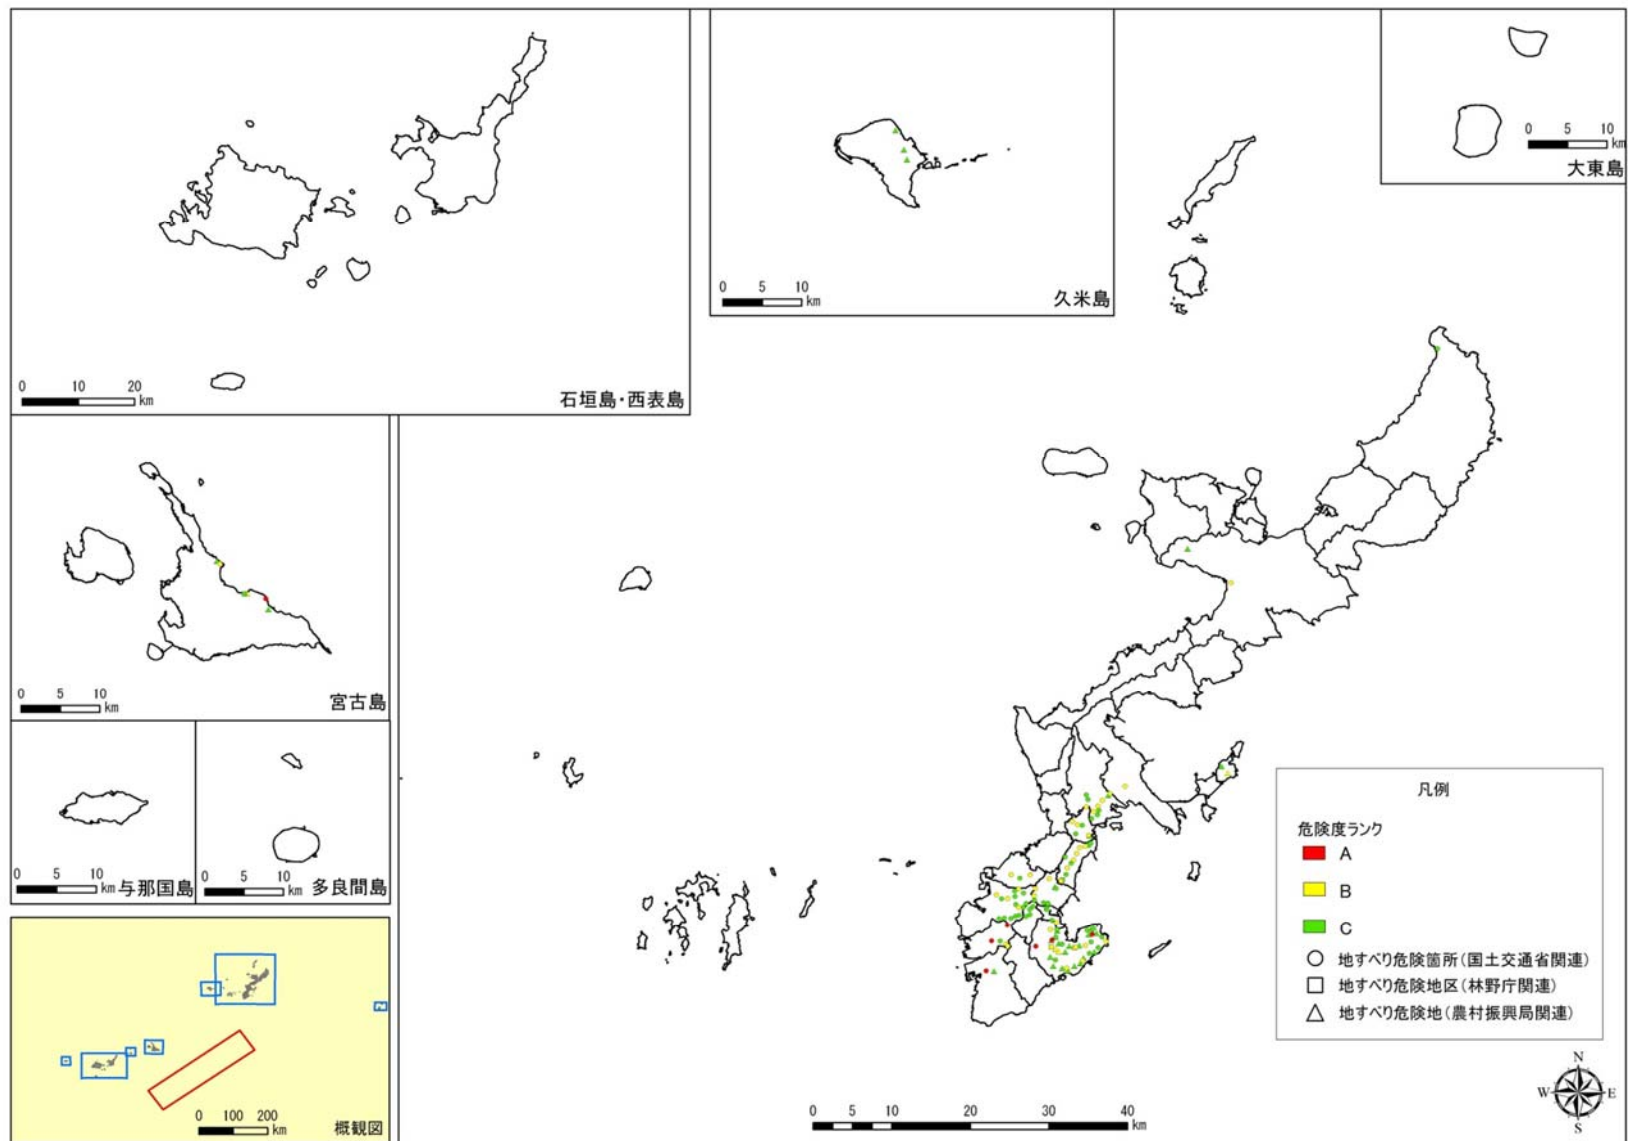 0 5 10 km
大東島
0 5 10 km
久米島
0 10 20 km
石垣島・西表島
0 5 10 km
宮古島
0 5 10 km
与那国島
0 5 10 km
多良間島
凡例
危険度ランク
A
B
C
地すべり危険箇所(国土交通省関連)
地すべり危険地区(林野庁関連)
地すべり危険地(農村振興局関連)
N
W E
S
0 100 200 km
概観図
0 5 10 20 30 40 km